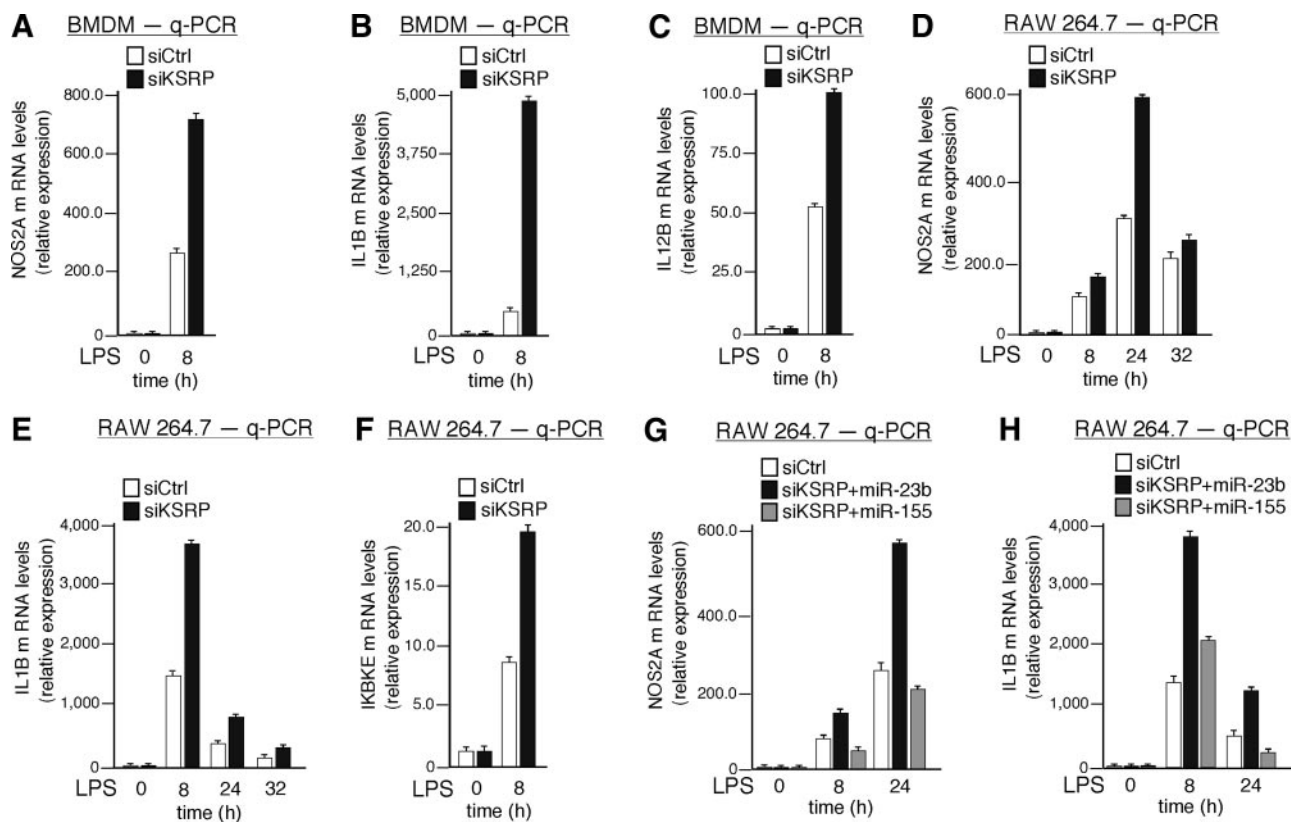 A
BMDM — q-PCR
siCtrl
siKSRP
NOS2A m RNA levels
(relative expression)
800.0
600.0
400.0
200.0
0
LPS 0 8
time (h)
B
BMDM — q-PCR
siCtrl
siKSRP
IL1B m RNA levels
(relative expression)
5,000
4,750
2,500
1,250
0
LPS 0 8
time (h)
C
BMDM — q-PCR
siCtrl
siKSRP
IL12B m RNA levels
(relative expression)
100.0
75.0
50.0
25.0
0
LPS 0 8
time (h)
D
RAW 264.7 — q-PCR
siCtrl
siKSRP
NOS2A m RNA levels
(relative expression)
600.0
400.0
200.0
0
LPS 0 8 24 32
time (h)
E
RAW 264.7 — q-PCR
siCtrl
siKSRP
IL1B m RNA levels
(relative expression)
4,000
3,000
2,000
1,000
0
LPS 0 8 24 32
time (h)
F
RAW 264.7 — q-PCR
siCtrl
siKSRP
IKBKE m RNA levels
(relative expression)
20.0
15.0
10.0
5.0
0
LPS 0 8
time (h)
G
RAW 264.7 — q-PCR
siCtrl
siKSRP+miR-23b
siKSRP+miR-155
NOS2A m RNA levels
(relative expression)
600.0
400.0
200.0
0
LPS 0 8 24
time (h)
H
RAW 264.7 — q-PCR
siCtrl
siKSRP+miR-23b
siKSRP+miR-155
IL1B m RNA levels
(relative expression)
4,000
3,000
2,000
1,000
0
LPS 0 8 24
time (h)